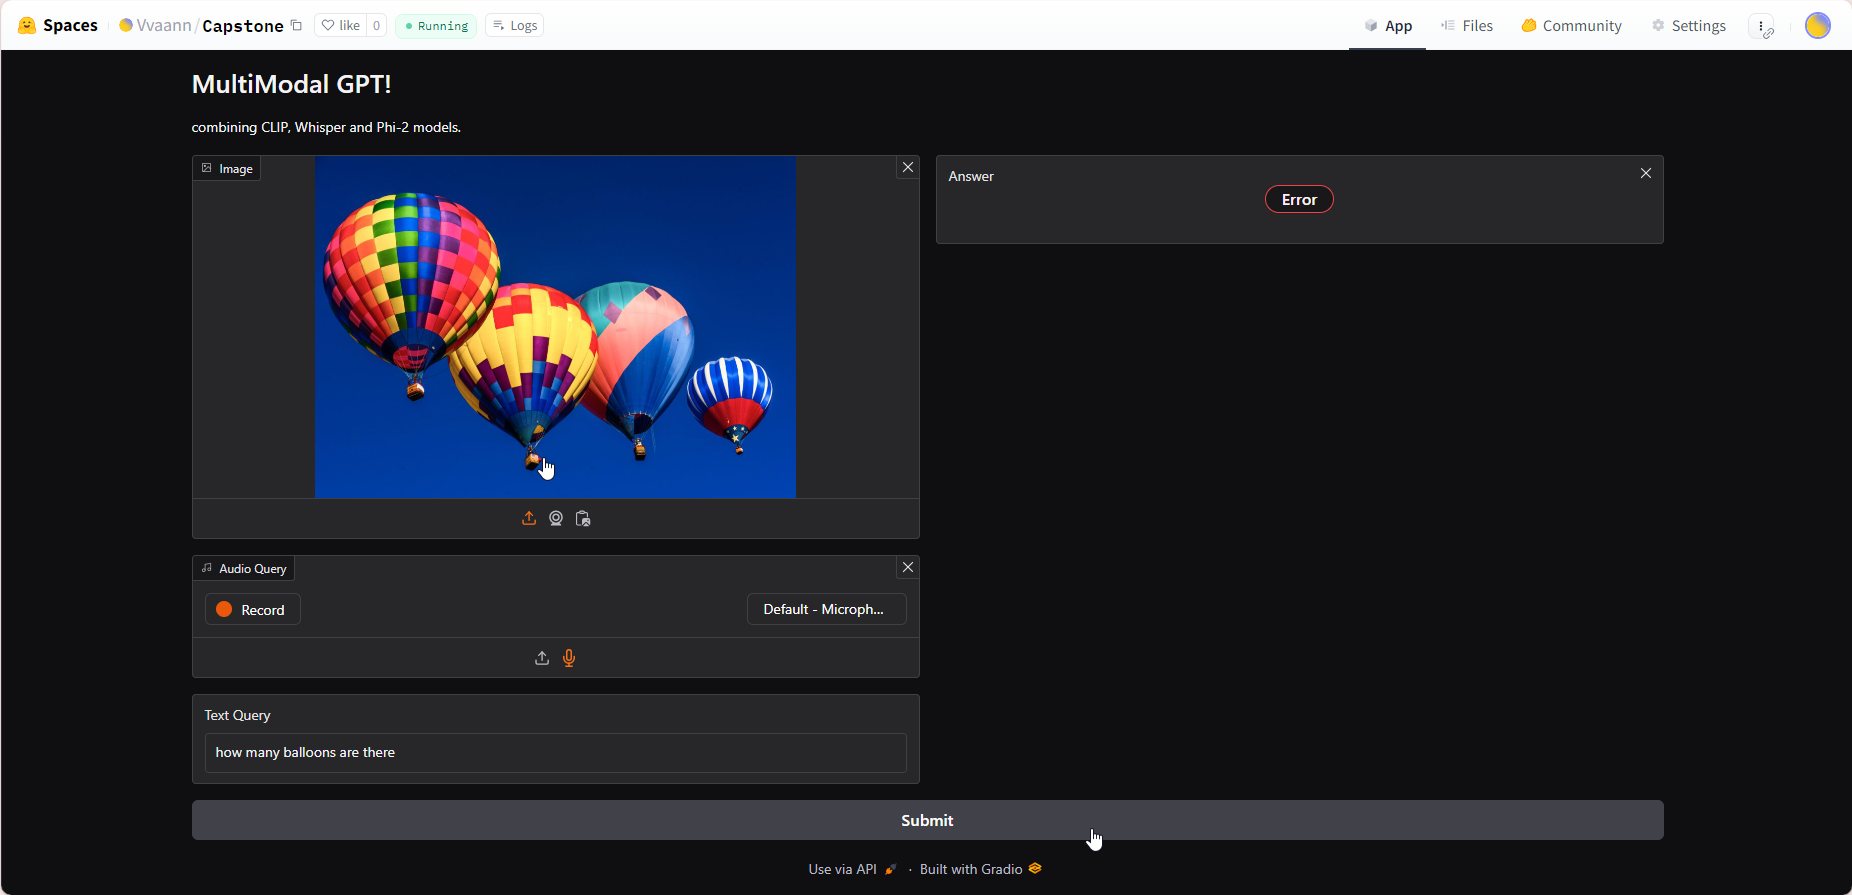 Spaces
Vvaann/Capstone
like 0
Running
Logs
App
Files
Community
Settings
MultiModal GPT!
combining CLIP, Whisper and Phi-2 models.
Image
Answer
Error
Audio Query
Record
Default - Microph...
Text Query
how many balloons are there
Submit
Use via API · Built with Gradio